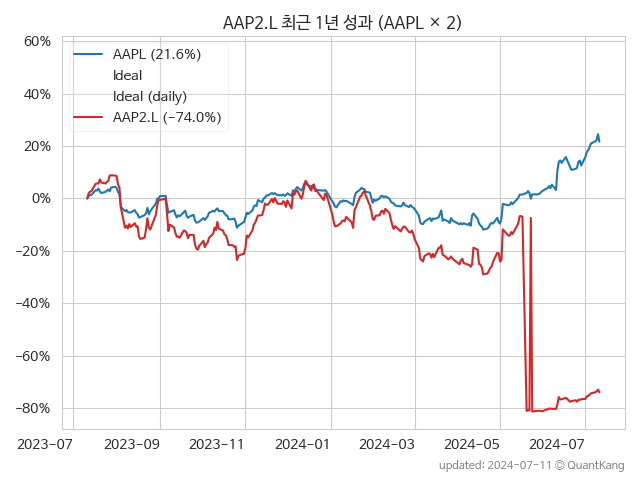 AAP2.L 최근 1년 성과 (AAPL × 2)
60%
40%
20%
0%
−20%
−40%
−60%
−80%
AAPL (21.6%)
Ideal
Ideal (daily)
AAP2.L (−74.0%)
2023-07
2023-09
2023-11
2024-01
2024-03
2024-05
2024-07
updated: 2024-07-11 © QuantKang